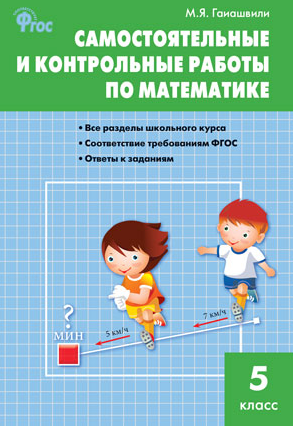 ФГОС
М.Я. Гаиашвили
САМОСТОЯТЕЛЬНЫЕ
И КОНТРОЛЬНЫЕ РАБОТЫ
ПО МАТЕМАТИКЕ
• Все разделы школьного курса
• Соответствие требованиям ФГОС
• Ответы к заданиям
?
мин
5 км/ч
7 км/ч
5
класс